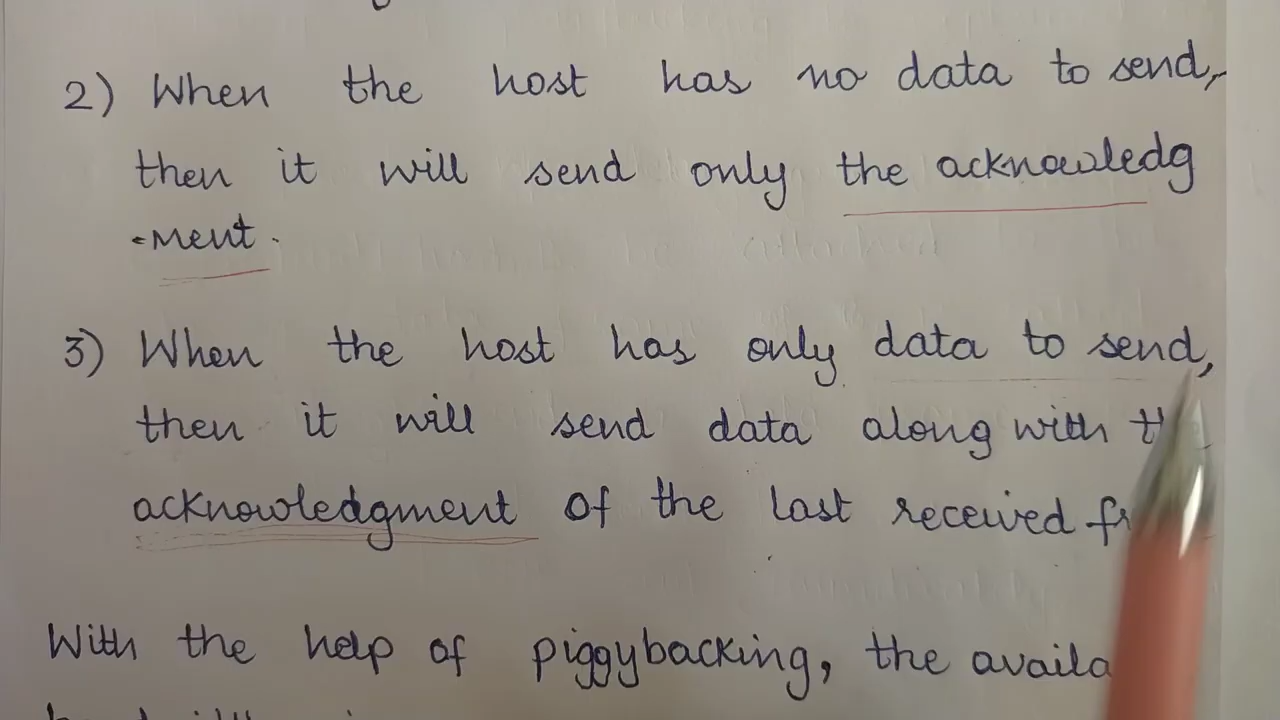 2) When the host has no data to send,
then it will send only the acknowledg
-ment.
3) When the host has only data to send,
then it will send data along with
acknowledgment of the last received
With the help of piggybacking, the